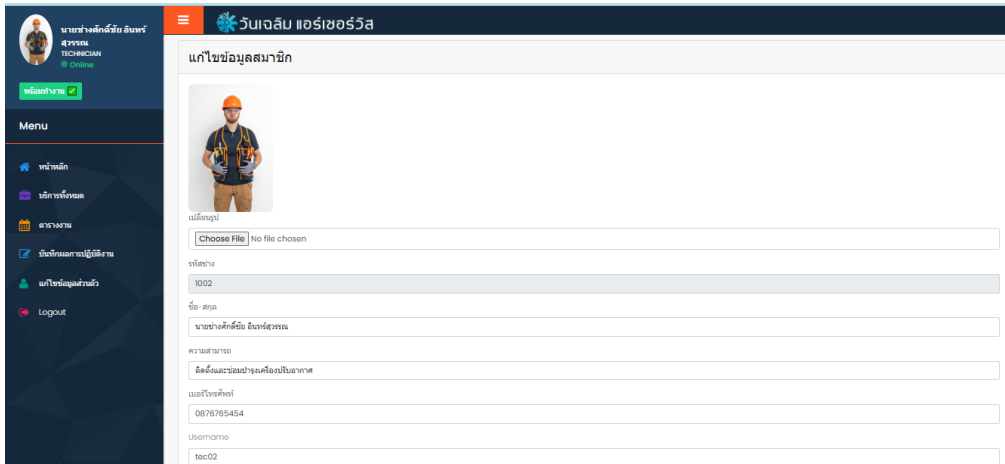 นายช่างศักดิ์ชัย อินทร์
สุวรรณ
TECHNICIAN
Online
พร้อมทำงาน
Menu
หน้าหลัก
บริการทั้งหมด
ตารางงาน
บันทึกผลการปฏิบัติงาน
แก้ไขข้อมูลส่วนตัว
Logout
วันเฉลิม แอร์เซอร์วิส
แก้ไขข้อมูลสมาชิก
เปลี่ยนรูป
Choose File No file chosen
รหัสช่าง
1002
ชื่อ-สกุล
นายช่างศักดิ์ชัย อินทร์สุวรรณ
ความสามารถ
ติดตั้งและซ่อมบำรุงเครื่องปรับอากาศ
เบอร์โทรศัพท์
0876765454
Username
tec02